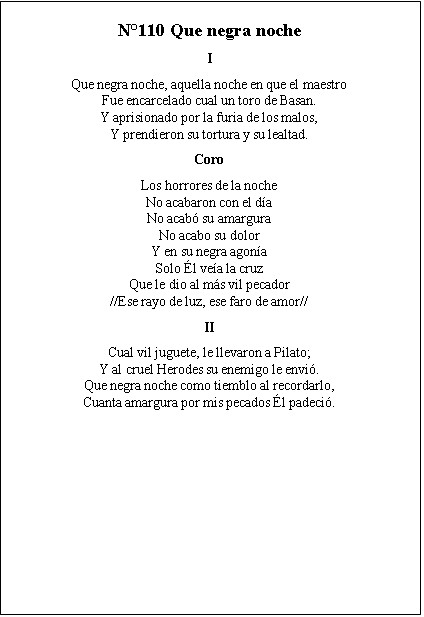 N°110 Que negra noche
I
Que negra noche, aquella noche en que el maestro
Fue encarcelado cual un toro de Basan.
Y aprisionado por la furia de los malos,
Y prendieron su tortura y su lealtad.
Coro
Los horrores de la noche
No acabaron con el día
No acabó su amargura
No acabo su dolor
Y en su negra agonía
Solo Él veía la cruz
Que le dio al más vil pecador
//Ese rayo de luz, ese faro de amor//
II
Cual vil juguete, le llevaron a Pilato;
Y al cruel Herodes su enemigo le envió.
Que negra noche como tiemblo al recordarlo,
Cuanta amargura por mis pecados Él padeció.